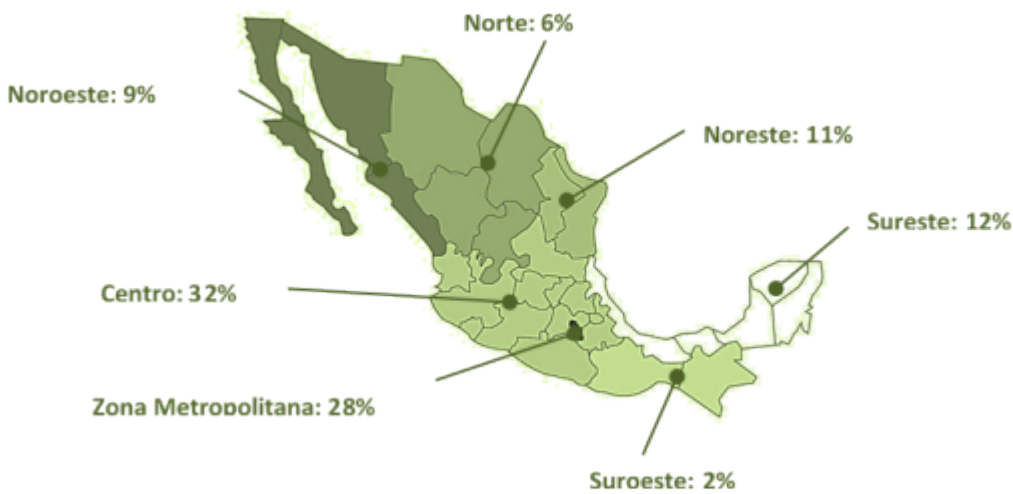 Norte: 6%
Noroeste: 9%
Noreste: 11%
Sureste: 12%
Centro: 32%
Zona Metropolitana: 28%
Suroeste: 2%